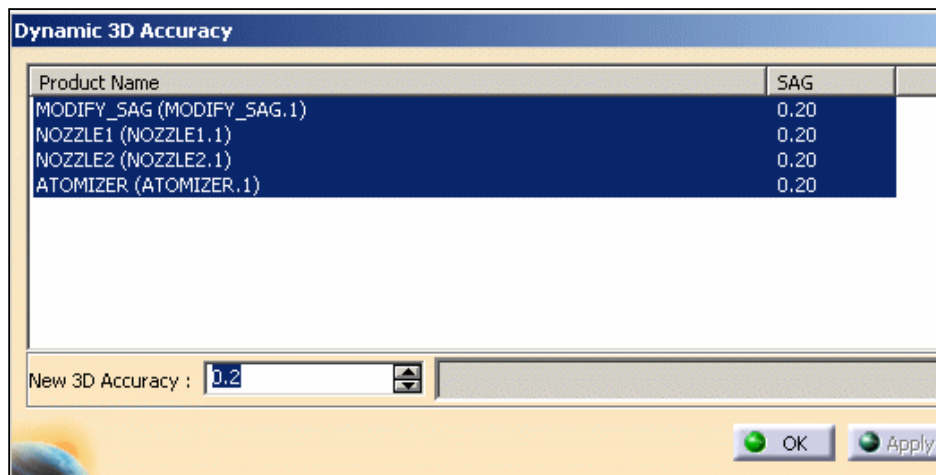 Dynamic 3D Accuracy
Product Name SAG
MODIFY_SAG (MODIFY_SAG.1) 0.20
NOZZLE1 (NOZZLE1.1) 0.20
NOZZLE2 (NOZZLE2.1) 0.20
ATOMIZER (ATOMIZER.1) 0.20
New 3D Accuracy : 0.2
OK Apply